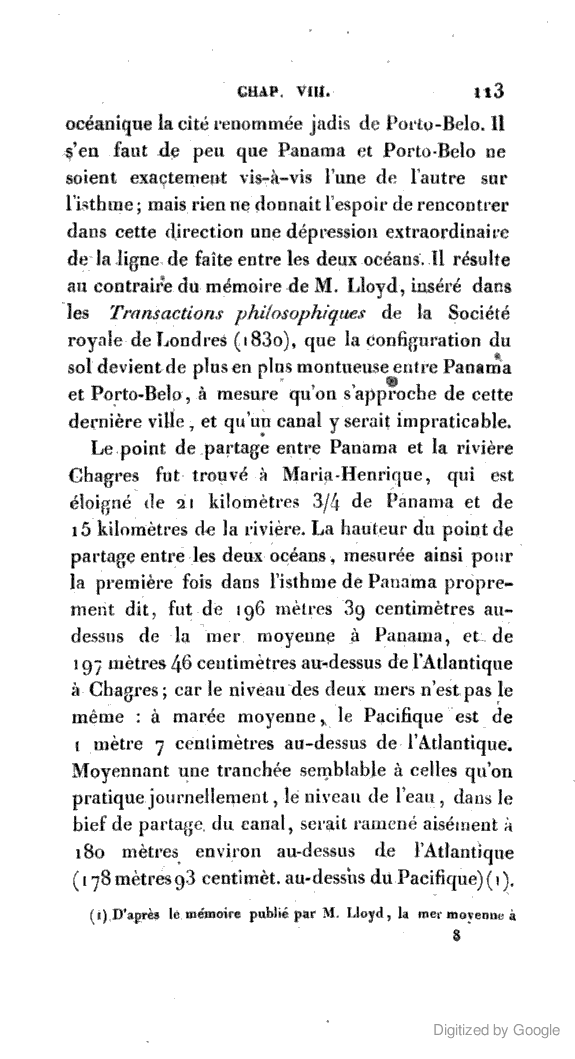 CHAP. VIII. 113
océanique la cité renommée jadis de Porto-Belo. Il
s'en faut de peu que Panama et Porto-Belo ne
soient exactement vis-à-vis l'une de l'autre sur
l'isthme; mais rien ne donnait l'espoir de rencontrer
dans cette direction une dépression extraordinaire
de la ligne de faîte entre les deux océans. Il résulte
au contraire du mémoire de M. Lloyd, inséré dans
les Transactions philosophiques de la Société
royale de Londres (1830), que la configuration du
sol devient de plus en plus montueuse entre Panama
et Porto-Belo, à mesure qu'on s'approche de cette
dernière ville, et qu'un canal y serait impraticable.
Le point de partage entre Panama et la rivière
Chagres fut trouvé à Maria-Henrique, qui est
éloigné de 21 kilomètres 3/4 de Panama et de
15 kilomètres de la rivière. La hauteur du point de
partage entre les deux océans, mesurée ainsi pour
la première fois dans l'isthme de Panama propre-
ment dit, fut de 196 mètres 39 centimètres au-
dessus de la mer moyenne à Panama, et de
197 mètres 46 centimètres au-dessus de l'Atlantique
à Chagres; car le niveau des deux mers n'est pas le
même : à marée moyenne, le Pacifique est de
1 mètre 7 centimètres au-dessus de l'Atlantique.
Moyennant une tranchée semblable à celles qu'on
pratique journellement, le niveau de l'eau, dans le
bief de partage du canal, serait ramené aisément à
180 mètres environ au-dessus de l'Atlantique
(178 mètres 93 centimèt. au-dessus du Pacifique) (1).
(1) D'après le mémoire publié par M. Lloyd, la mer moyenne à
8
Digitized by Google